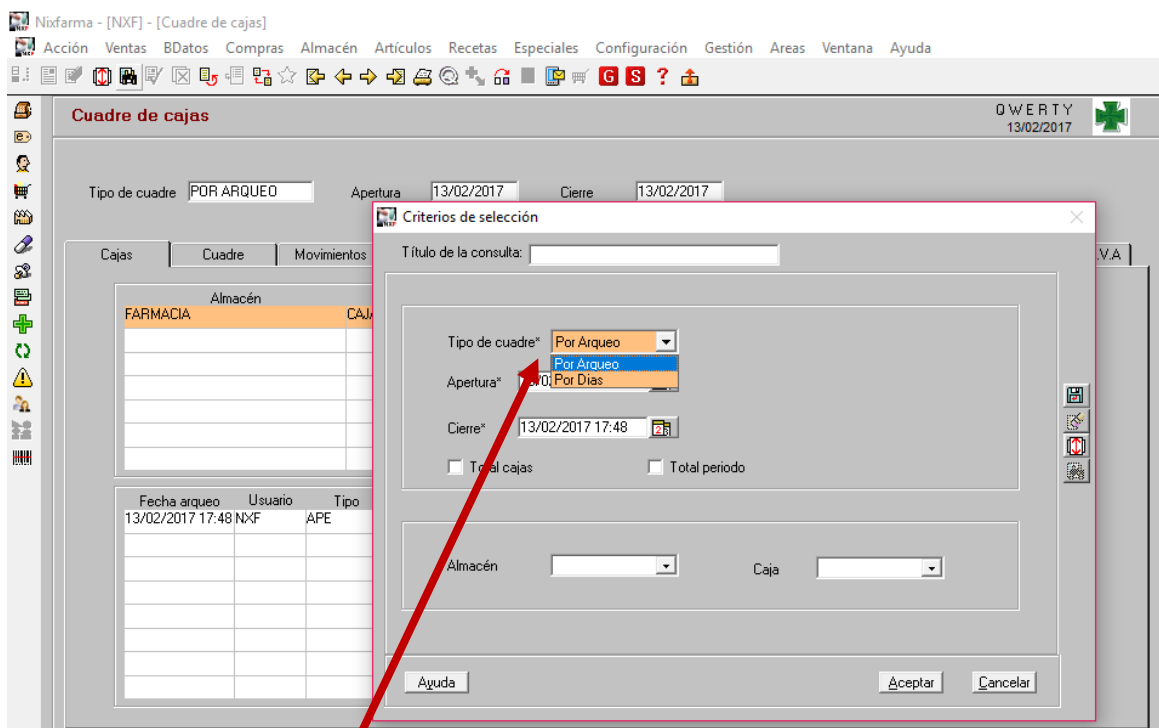 Nixfarma - [NXF] - [Cuadre de cajas]
Acción Ventas BDatos Compras Almacén Artículos Recetas Especiales Configuración Gestión Areas Ventana Ayuda
G S ?
Cuadre de cajas
QWERTY
13/02/2017
Tipo de cuadre POR ARQUEO Apertura 13/02/2017 Cierre 13/02/2017
Criterios de selección
Cajas Cuadre Movimientos
Título de la consulta:
.V.A
Almacén
FARMACIA
Tipo de cuadre* Por Arqueo
Por Arqueo
Apertura* Por Dias
Cierre* 13/02/2017 17:48
Total cajas Total periodo
Fecha arqueo Usuario Tipo
13/02/2017 17:48 NXF APE
Almacén Caja
Ayuda Aceptar Cancelar